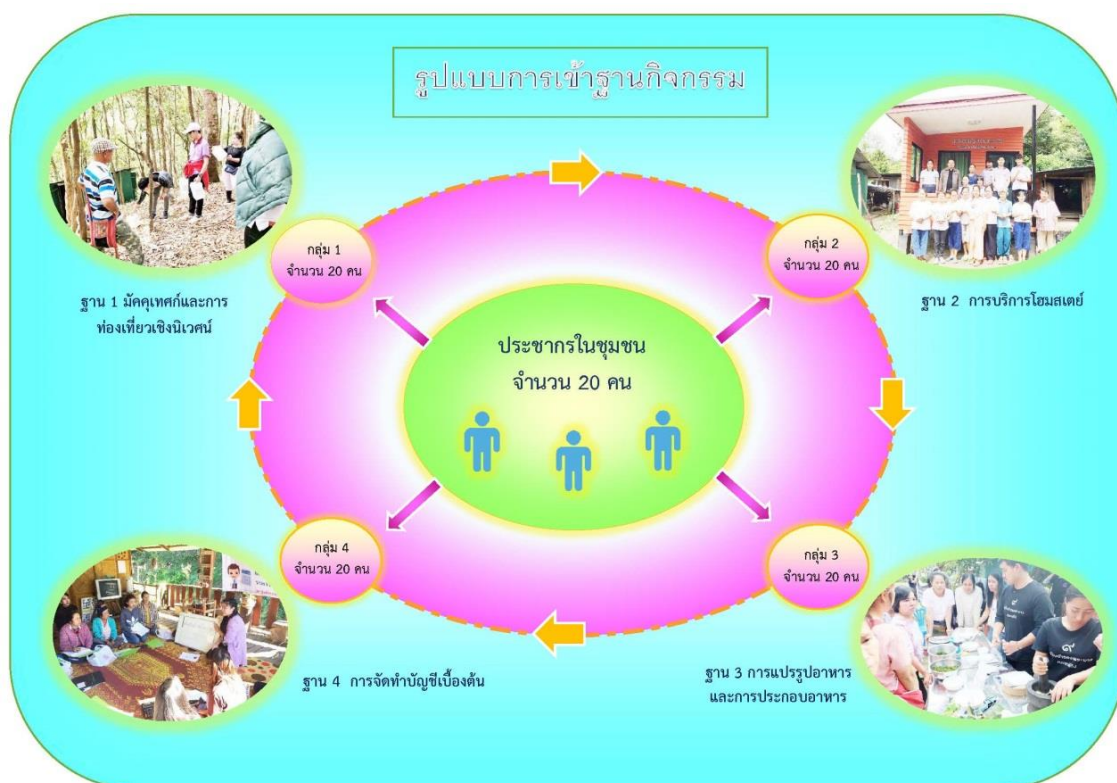 รูปแบบการเข้าฐานกิจกรรม
กลุ่ม 1
จำนวน 20 คน
ฐาน 1 มัคคุเทศก์และการ
ท่องเที่ยวเชิงนิเวศน์
กลุ่ม 2
จำนวน 20 คน
ฐาน 2 การบริการโฮมสเตย์
ประชากรในชุมชน
จำนวน 20 คน
กลุ่ม 4
จำนวน 20 คน
ฐาน 4 การจัดทำบัญชีเบื้องต้น
กลุ่ม 3
จำนวน 20 คน
ฐาน 3 การแปรรูปอาหาร
และการประกอบอาหาร